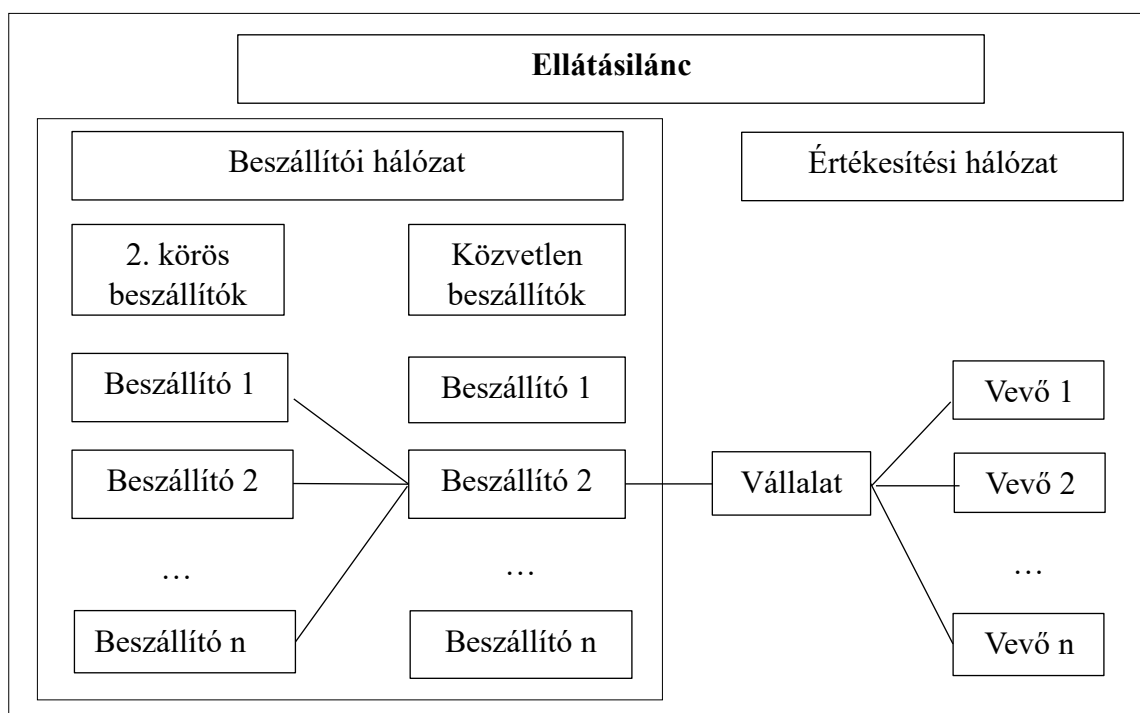 Ellátásilánc
Beszállítói hálózat
Értékesítési hálózat
2. körös
beszállítók
Közvetlen
beszállítók
Beszállító 1
Beszállító 1
Vevő 1
Beszállító 2
Beszállító 2
Vállalat
Vevő 2
…
…
…
Beszállító n
Beszállító n
Vevő n